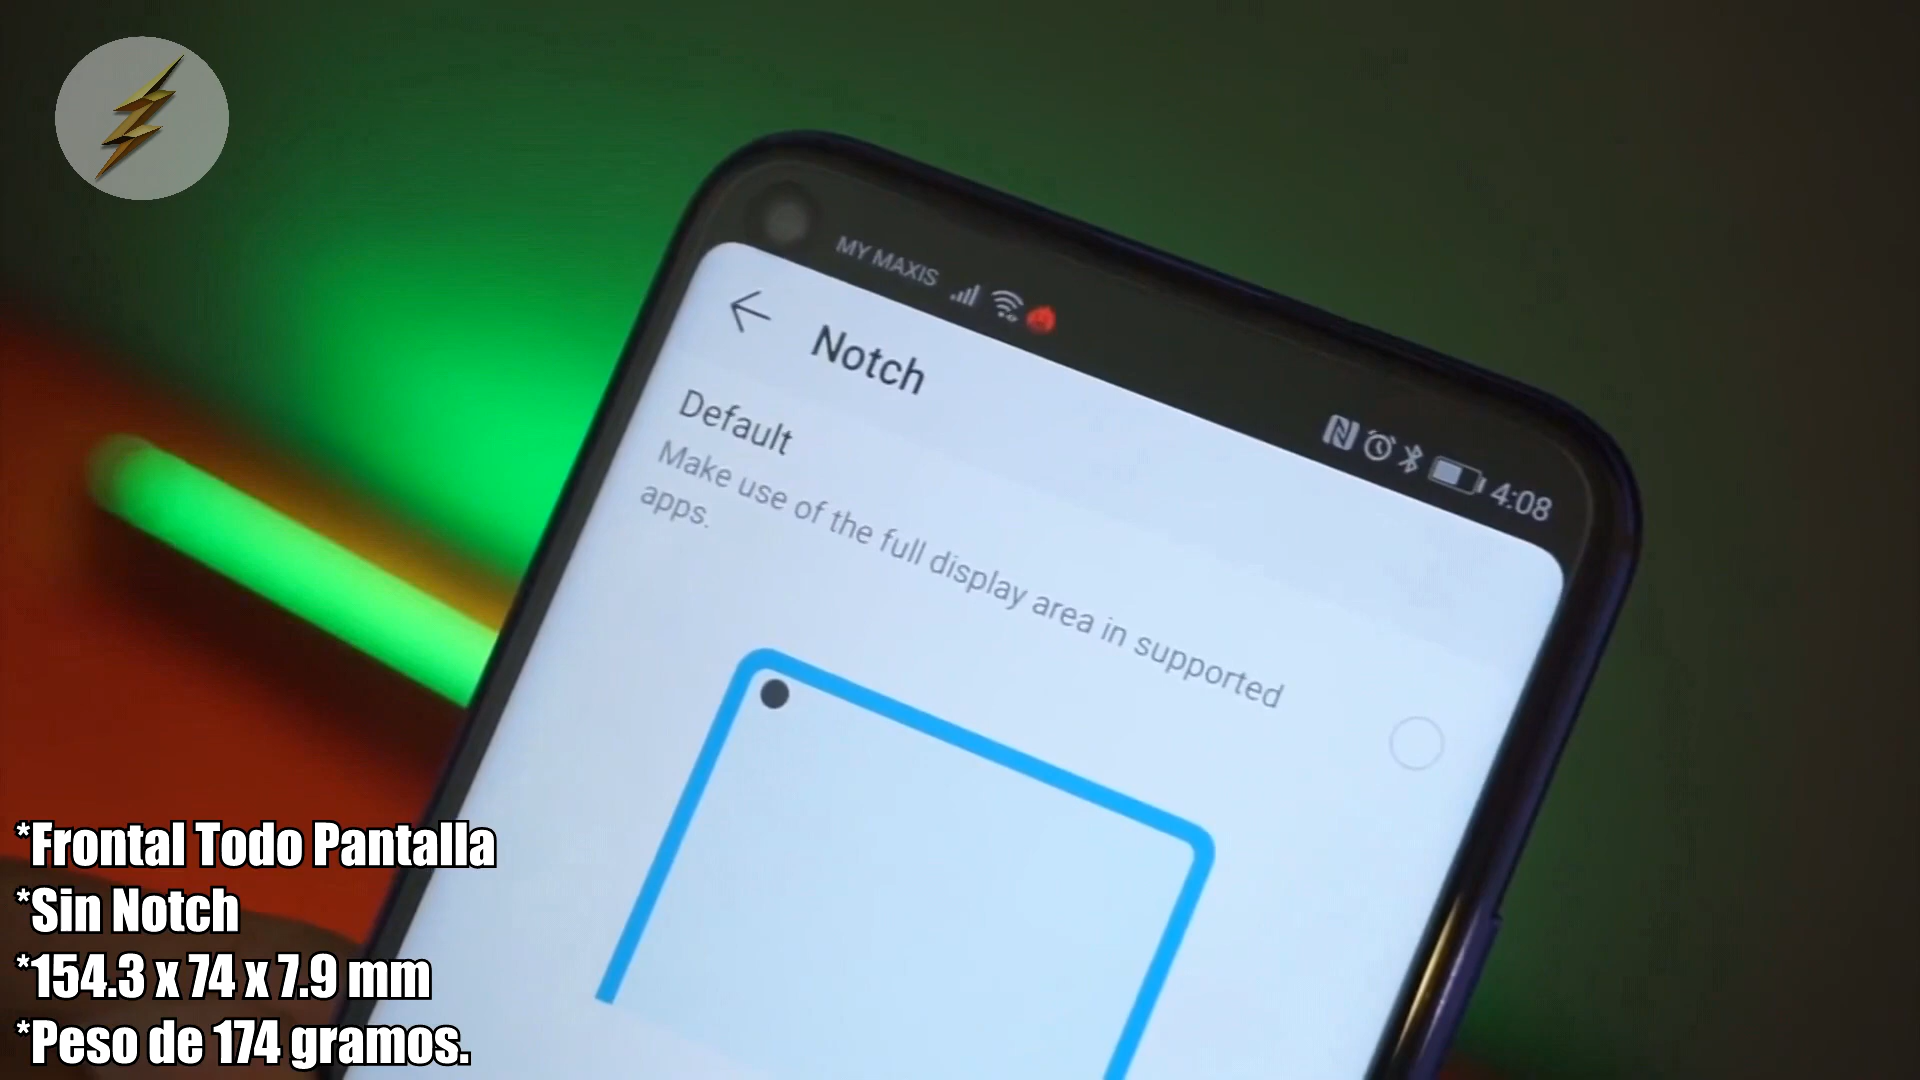 MY MAXIS
4:08
Notch
Default
Make use of the full display area in supported
apps.
*Frontal Todo Pantalla
*Sin Notch
*154.3 x 74 x 7.9 mm
*Peso de 174 gramos.